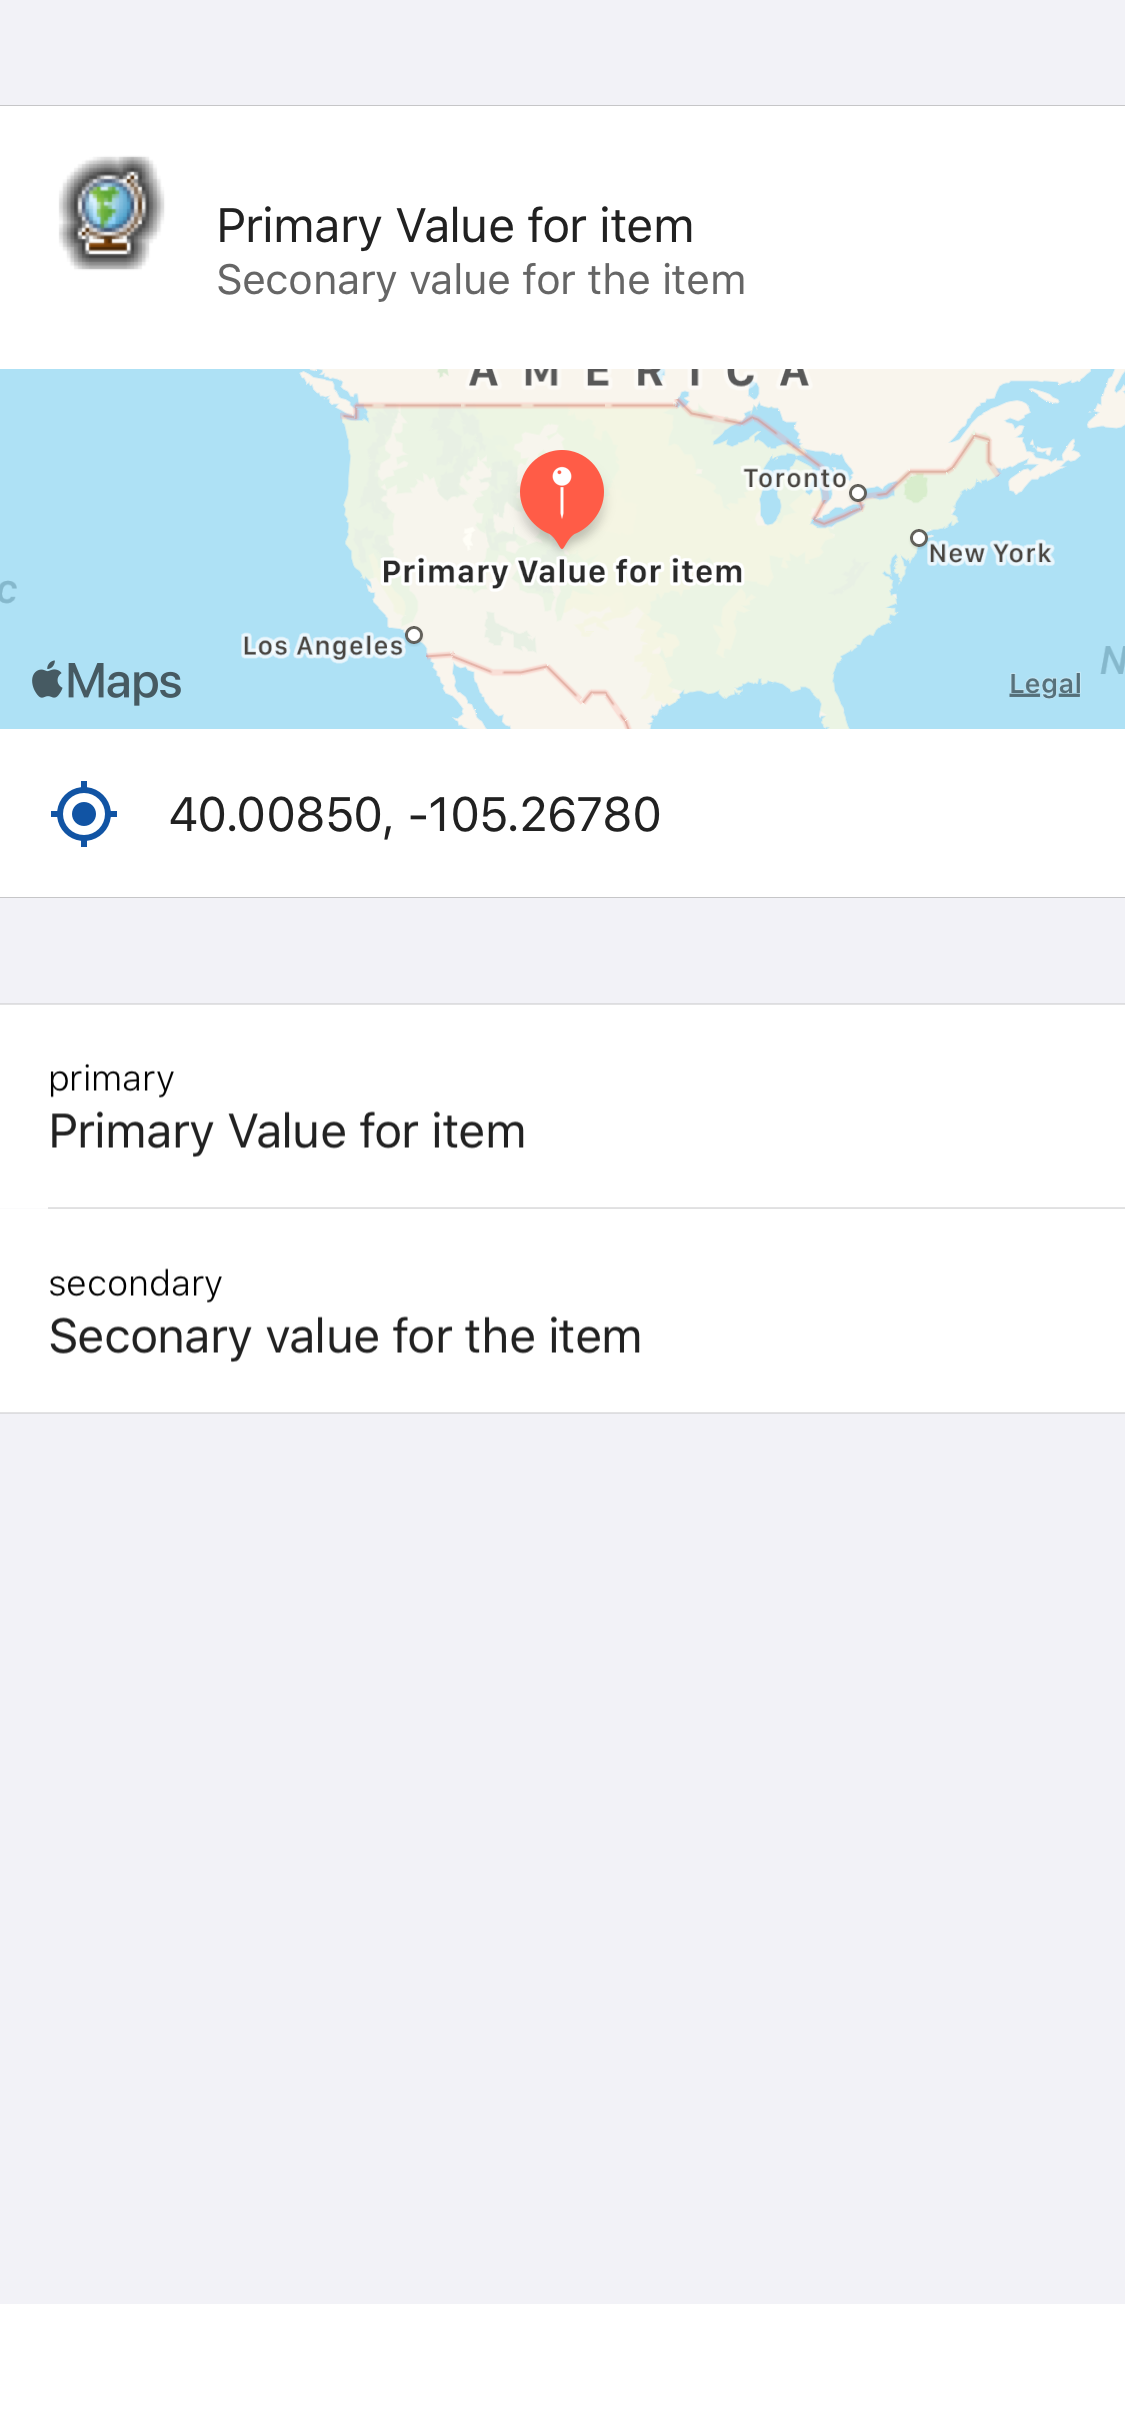 Primary Value for item
Seconary value for the item
AMERICA
Toronto
New York
Primary Value for item
Los Angeles
Maps
Legal
40.00850, -105.26780
primary
Primary Value for item
secondary
Seconary value for the item